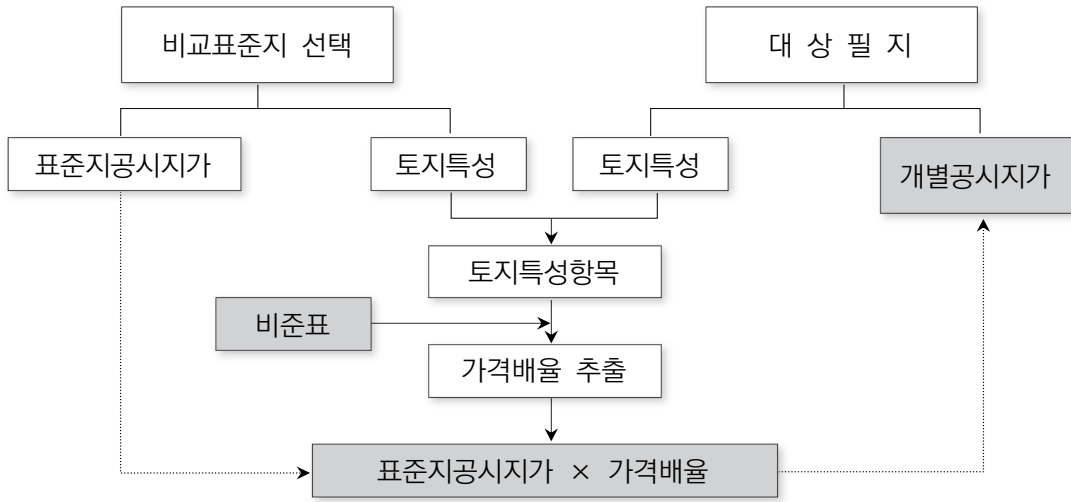 비교표준지 선택
대 상 필 지
표준지공시지가
토지특성
토지특성
개별공시지가
토지특성항목
비준표
가격배율 추출
표준지공시지가 × 가격배율